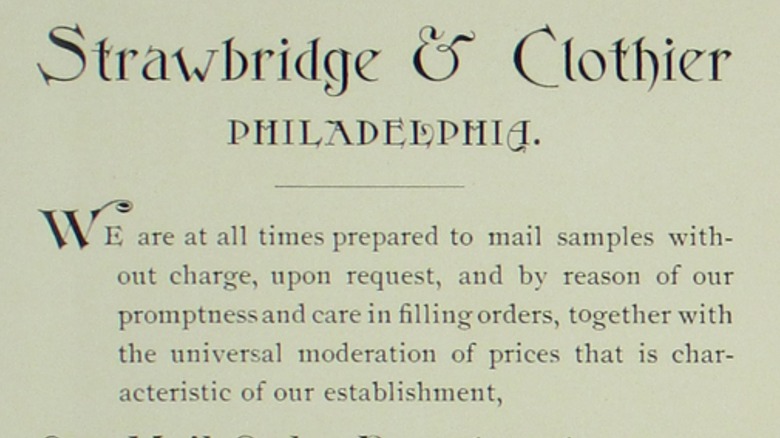 Strawbridge & Clothier
PHILADELPHIA.
WE are at all times prepared to mail samples with-
out charge, upon request, and by reason of our
promptness and care in filling orders, together with
the universal moderation of prices that is char-
acteristic of our establishment,